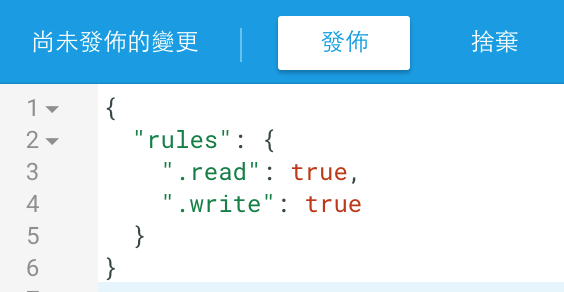 尚未發佈的變更 發佈 捨棄
1 {
2 "rules": {
3 ".read": true,
4 ".write": true
5 }
6 }